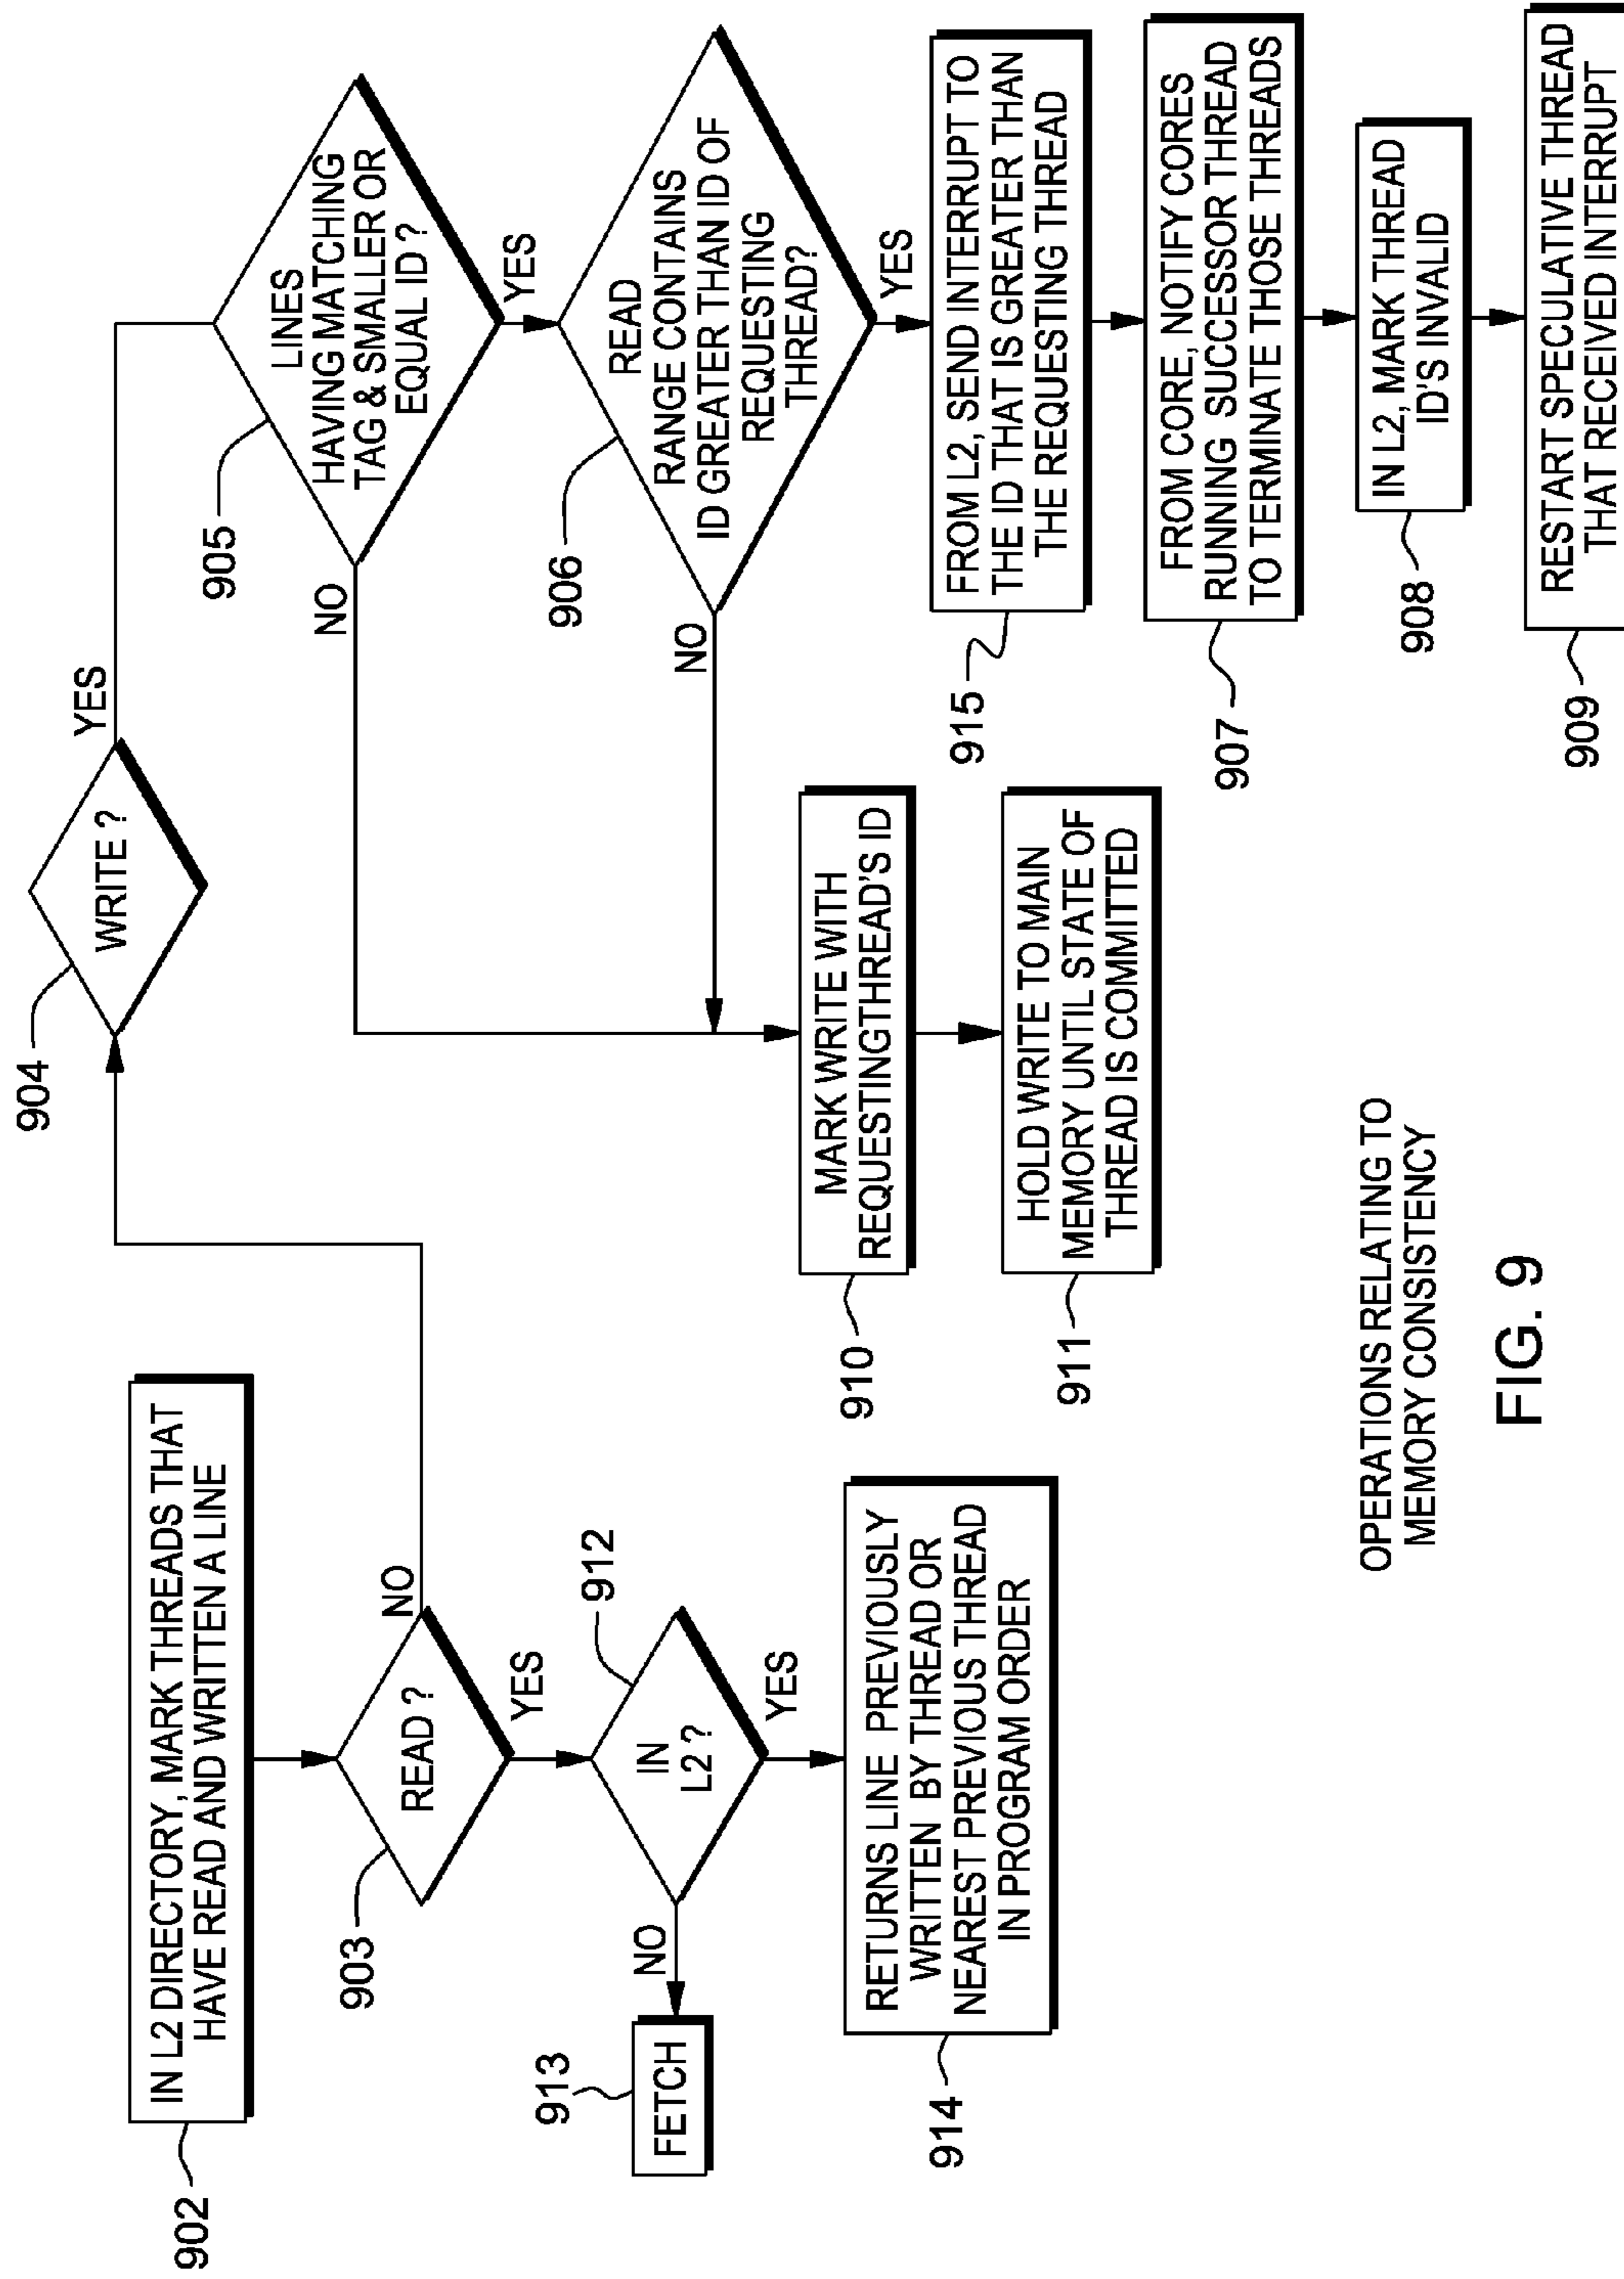 902
IN L2 DIRECTORY, MARK THREADS THAT
HAVE READ AND WRITTEN A LINE
903
READ ?
NO
YES
912
IN
L2 ?
NO
YES
913
FETCH
914
RETURNS LINE PREVIOUSLY
WRITTEN BY THREAD OR
NEAREST PREVIOUS THREAD
IN PROGRAM ORDER
904
WRITE ?
YES
905
LINES
HAVING MATCHING
TAG & SMALLER OR
EQUAL ID ?
NO
YES
906
READ
RANGE CONTAINS
ID GREATER THAN ID OF
REQUESTING
THREAD?
NO
YES
910
MARK WRITE WITH
REQUESTINGTHREAD'S ID
911
HOLD WRITE TO MAIN
MEMORY UNTIL STATE OF
THREAD IS COMMITTED
915
FROM L2, SEND INTERRUPT TO
THE ID THAT IS GREATER THAN
THE REQUESTING THREAD
907
FROM CORE, NOTIFY CORES
RUNNING SUCCESSOR THREAD
TO TERMINATE THOSE THREADS
908
IN L2, MARK THREAD
ID'S INVALID
909
RESTART SPECULATIVE THREAD
THAT RECEIVED INTERRUPT
OPERATIONS RELATING TO
MEMORY CONSISTENCY
FIG. 9